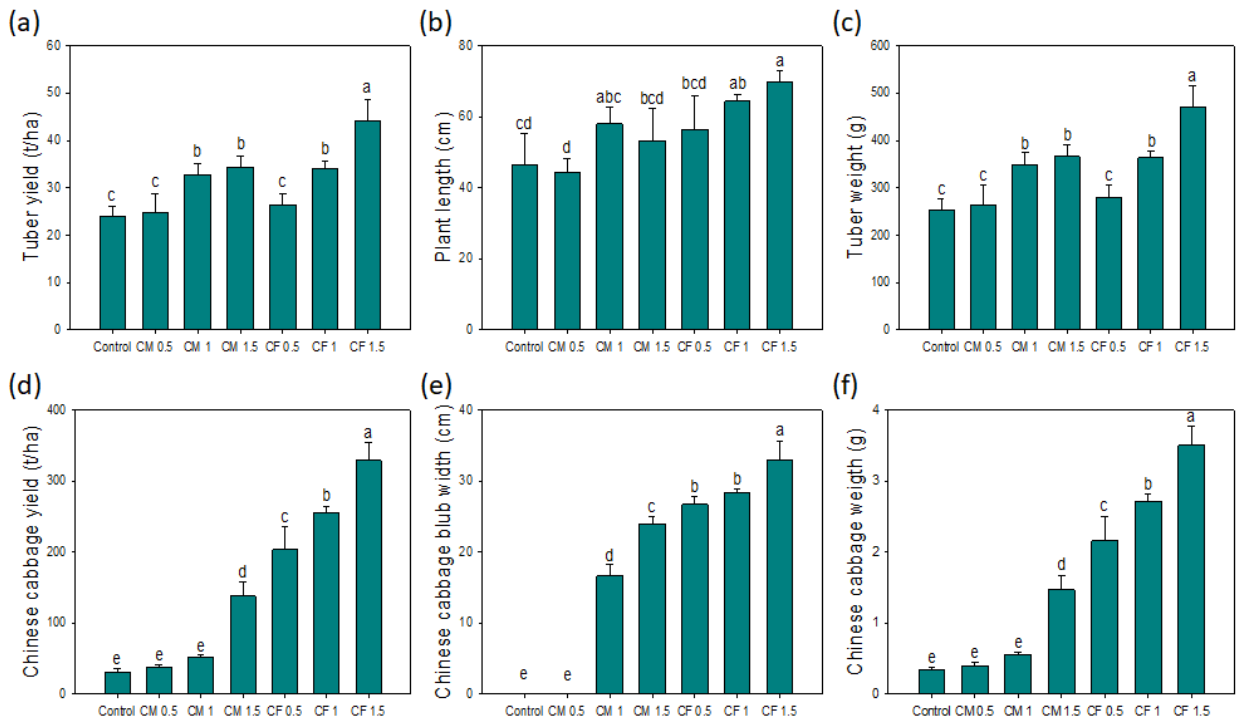 (a)
Tuber yield (t/ha)
60
50
40
30
20
10
0
c
c
b
b
c
b
a
Control CM 0.5 CM 1 CM 1.5 CF 0.5 CF 1 CF 1.5
(b)
Plant length (cm)
80
60
40
20
0
cd
d
abc
bcd
bcd
ab
a
Control CM 0.5 CM 1 CM 1.5 CF 0.5 CF 1 CF 1.5
(c)
Tuber weight (g)
600
500
400
300
200
100
0
c
c
b
b
c
b
a
Control CM 0.5 CM 1 CM 1.5 CF 0.5 CF 1 CF 1.5
(d)
Chinese cabbage yield (t/ha)
400
300
200
100
0
e
e
e
d
c
b
a
Control CM 0.5 CM 1 CM 1.5 CF 0.5 CF 1 CF 1.5
(e)
Chinese cabbage blub width (cm)
40
30
20
10
0
e
e
d
c
b
b
a
Control CM 0.5 CM 1 CM 1.5 CF 0.5 CF 1 CF 1.5
(f)
Chinese cabbage weigth (g)
4
3
2
1
0
e
e
e
d
c
b
a
Control CM 0.5 CM 1 CM 1.5 CF 0.5 CF 1 CF 1.5